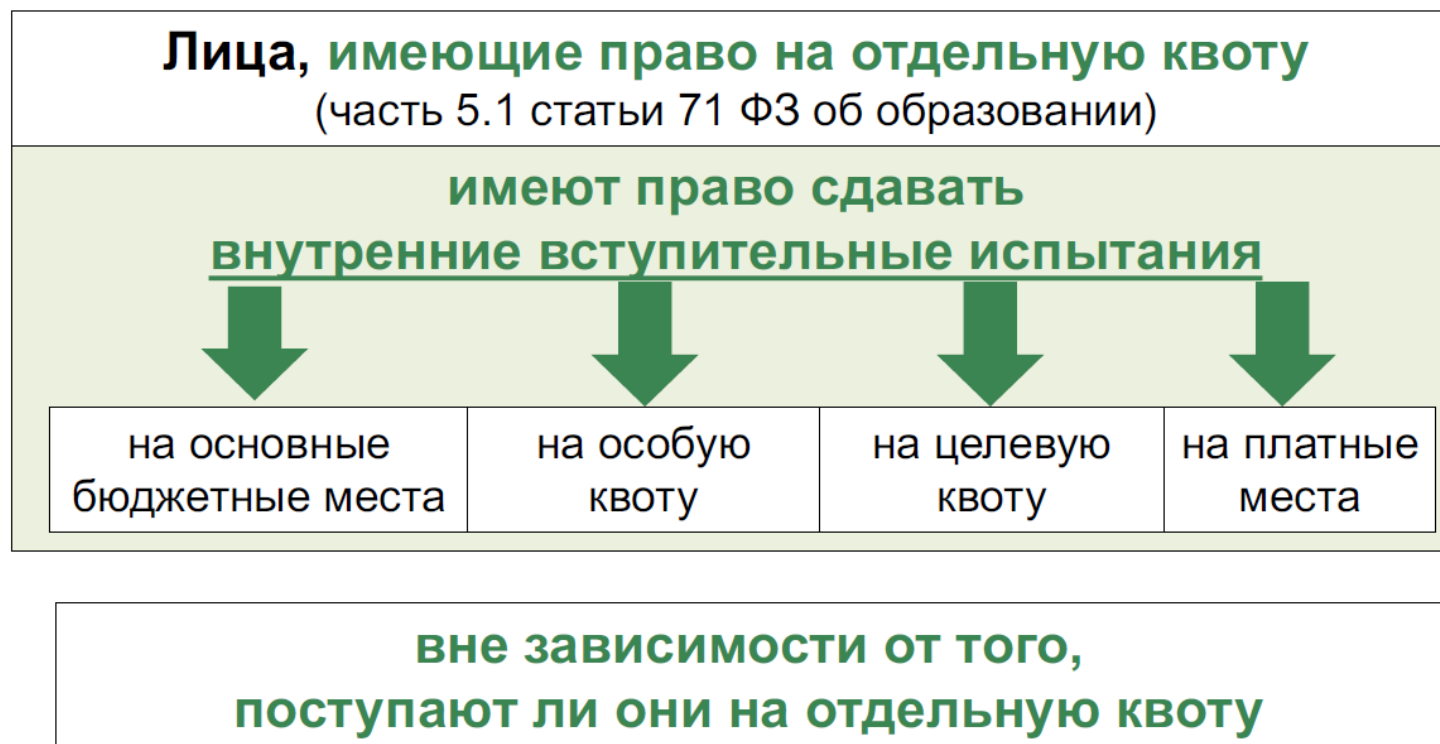 Лица, имеющие право на отдельную квоту
(часть 5.1 статьи 71 ФЗ об образовании)
имеют право сдавать
внутренние вступительные испытания
на основные
бюджетные места
на особую
квоту
на целевую
квоту
на платные
места
вне зависимости от того,
поступают ли они на отдельную квоту